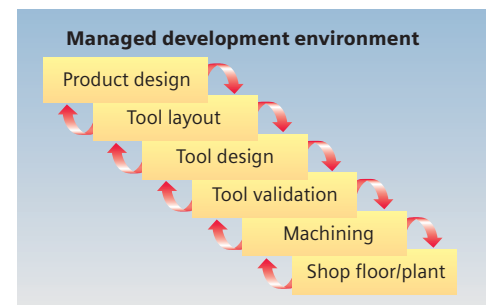 Managed development environment
Product design
Tool layout
Tool design
Tool validation
Machining
Shop floor/plant